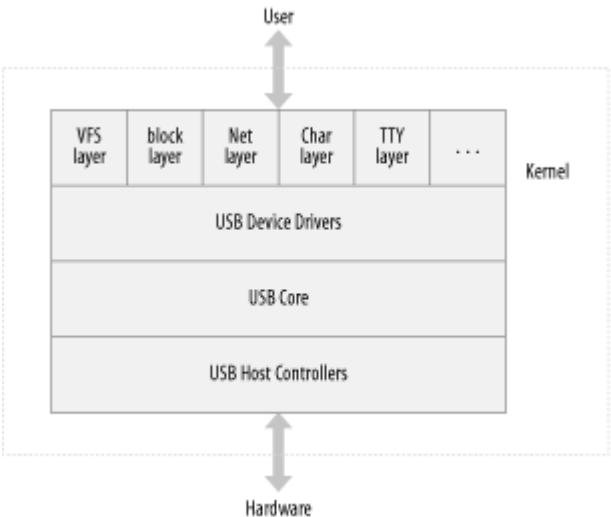 User
VFS layer
block layer
Net layer
Char layer
TTY layer
...
Kernel
USB Device Drivers
USB Core
USB Host Controllers
Hardware